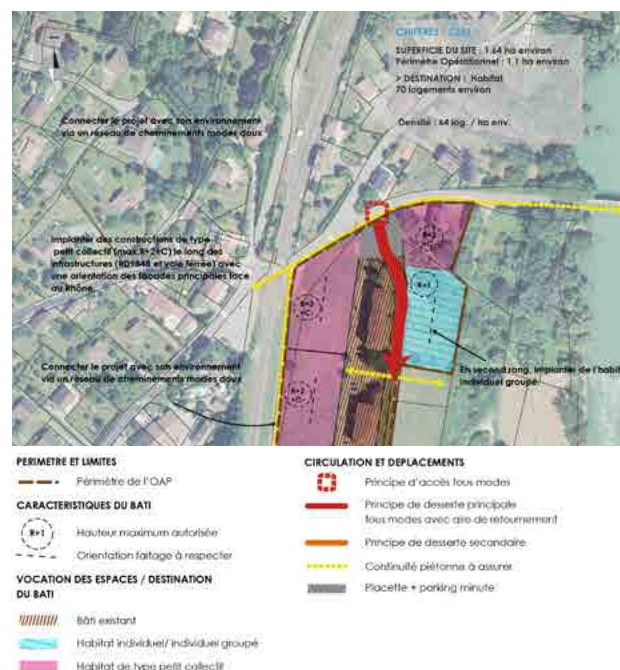 CHIFFRES CLES
SUPERFICIE DU SITE : 1.64 ha environ
Périmètre Opérationnel : 1.1 ha environ
> DESTINATION : Habitat
70 logements environ
Densité : 64 log. / ha env.
Connecter le projet avec son environnement
via un réseau de cheminements modes doux
Implanter des constructions de type
petit collectif (max R+2+C) le long des
infrastructures (RD1848 et voie ferrée) avec
une orientation des façades principales face
au Rhône.
R+2
R+1
R+2
+C
Connecter le projet avec son environnement
via un réseau de cheminements modes doux
En second rang, implanter de l'habit
individuel groupé
R+2
+C
PERIMETRE ET LIMITES
Périmètre de l'OAP
CARACTERISTIQUES DU BATI
R+1
Hauteur maximum autorisée
Orientation faîtage à respecter
VOCATION DES ESPACES / DESTINATION
DU BATI
Bâti existant
Habitat individuel/ individuel groupé
Habitat de type petit collectif
CIRCULATION ET DEPLACEMENTS
Principe d'accès tous modes
Principe de desserte principale
tous modes avec aire de retournement
Principe de desserte secondaire
Continuité piétonne à assurer
Placette + parking minute